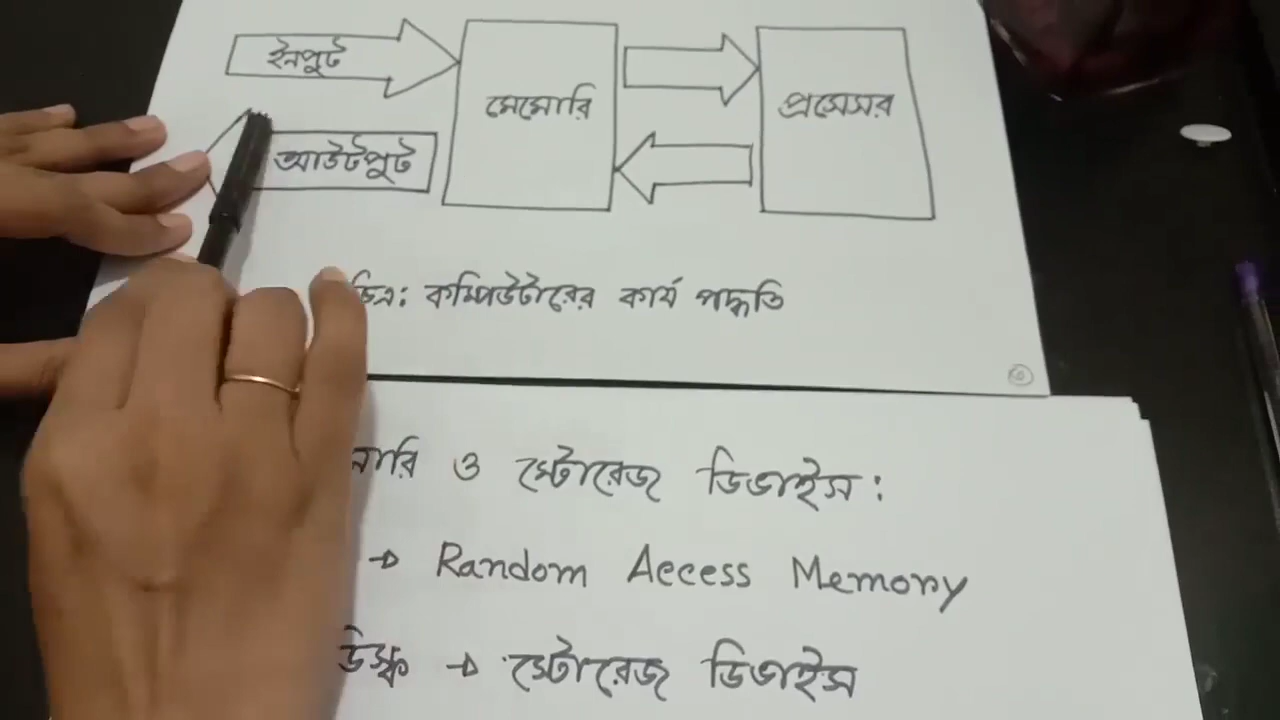 ইনপুট
মেমোরি
প্রসেসর
আউটপুট
চিত্র: কম্পিউটারের কার্য পদ্ধতি
ও স্টোরেজ ডিভাইস:
→ Random Access Memory
→ স্টোরেজ ডিভাইস